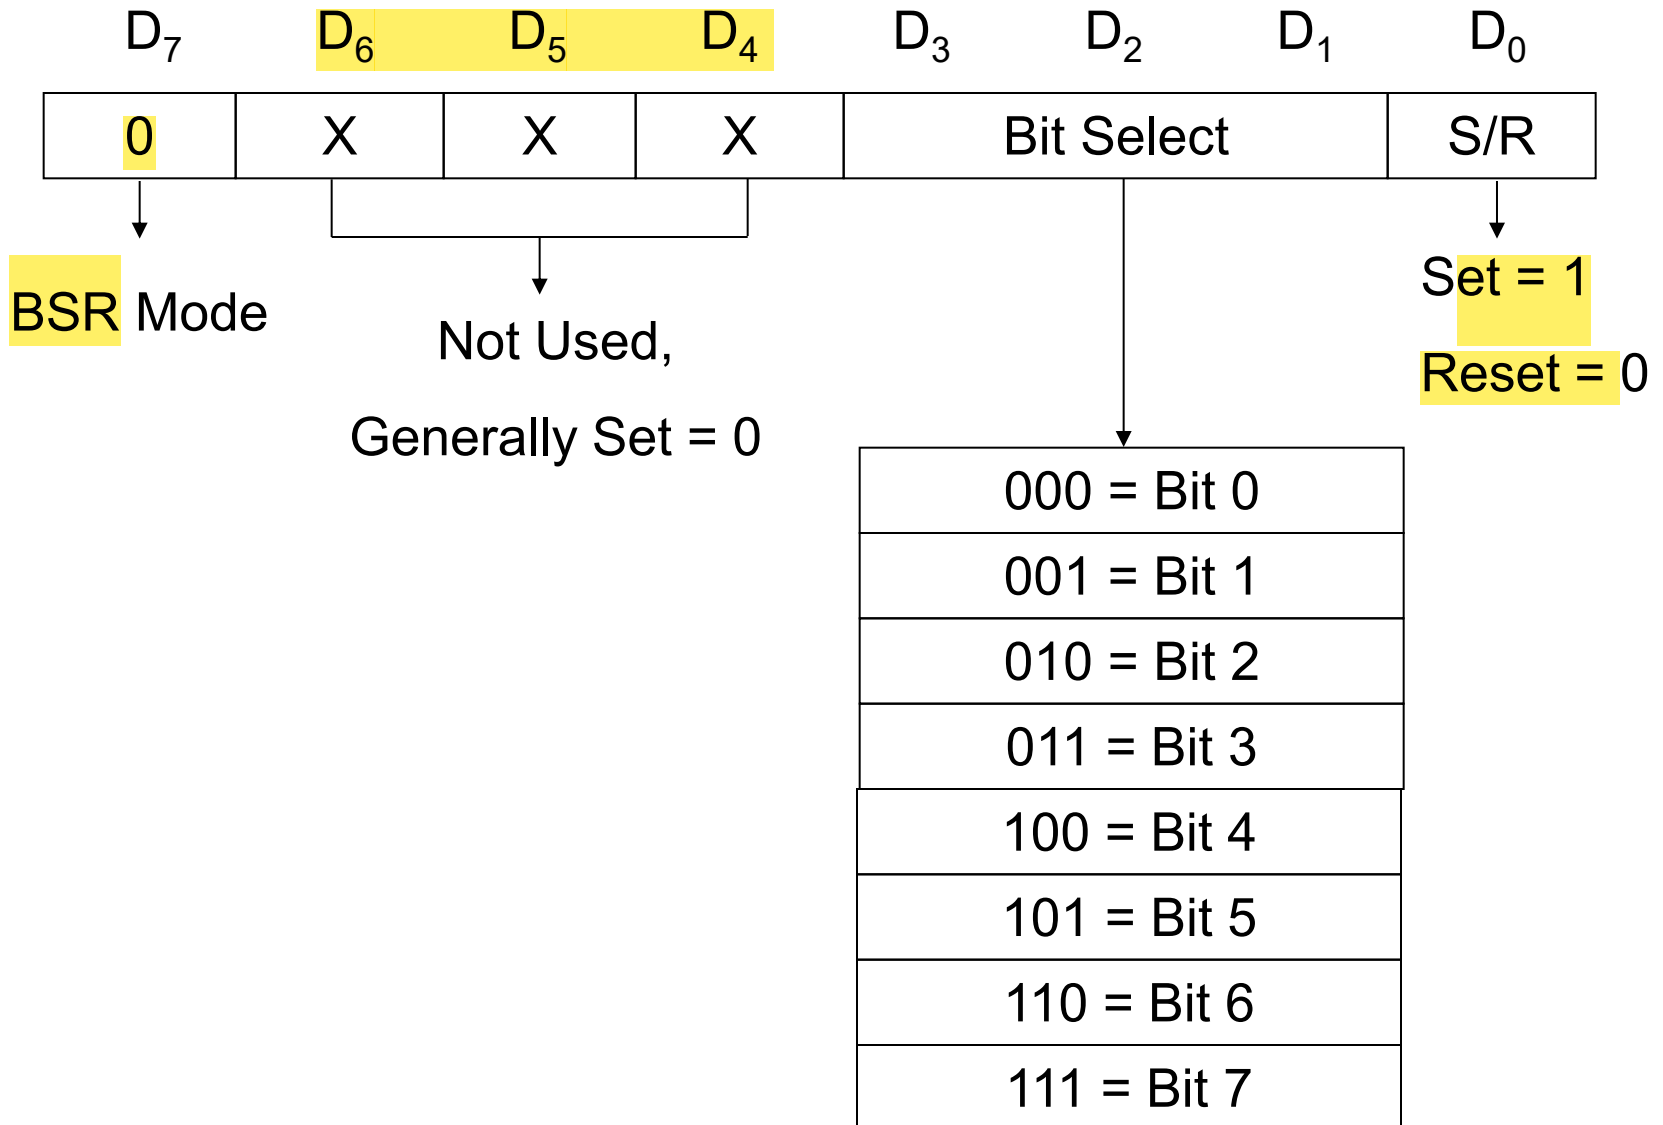 D₇ D₆ D₅ D₄ D₃ D₂ D₁ D₀
0 X X X Bit Select S/R
BSR Mode
Not Used,
Generally Set = 0
Set = 1
Reset = 0
000 = Bit 0
001 = Bit 1
010 = Bit 2
011 = Bit 3
100 = Bit 4
101 = Bit 5
110 = Bit 6
111 = Bit 7